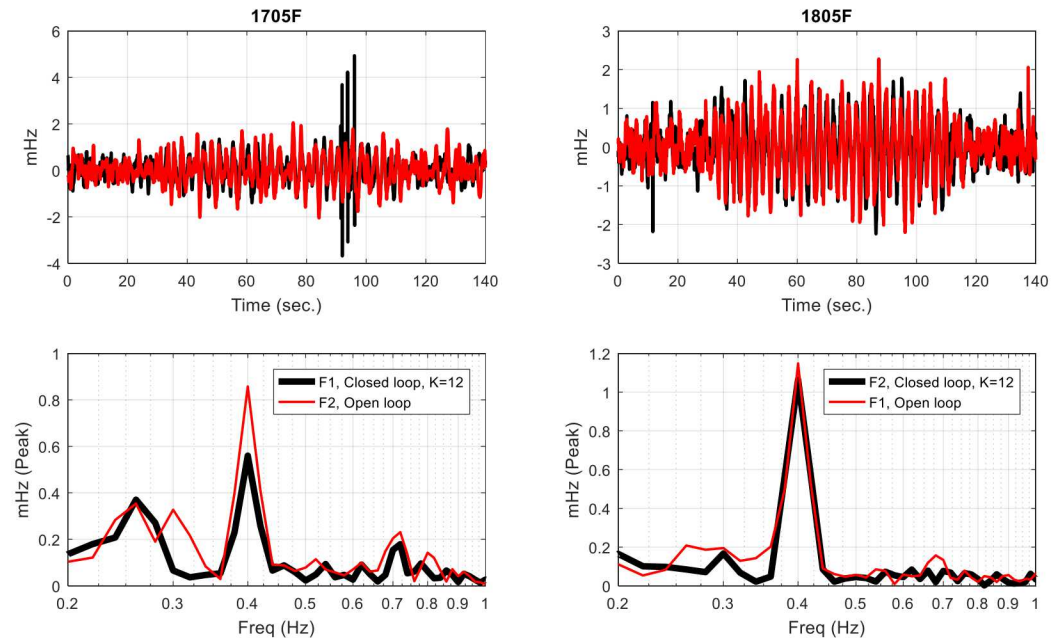 1705F
6
4
2
0
-2
-4
mHz
0 20 40 60 80 100 120 140
Time (sec.)
1805F
3
2
1
0
-1
-2
-3
mHz
0 20 40 60 80 100 120 140
Time (sec.)
1
0.8
0.6
0.4
0.2
0
mHz (Peak)
F1, Closed loop, K=12
F2, Open loop
0.2 0.3 0.4 0.5 0.6 0.7 0.8 0.9 1
Freq (Hz)
1.2
1
0.8
0.6
0.4
0.2
0
mHz (Peak)
F2, Closed loop, K=12
F1, Open loop
0.2 0.3 0.4 0.5 0.6 0.7 0.8 0.9 1
Freq (Hz)